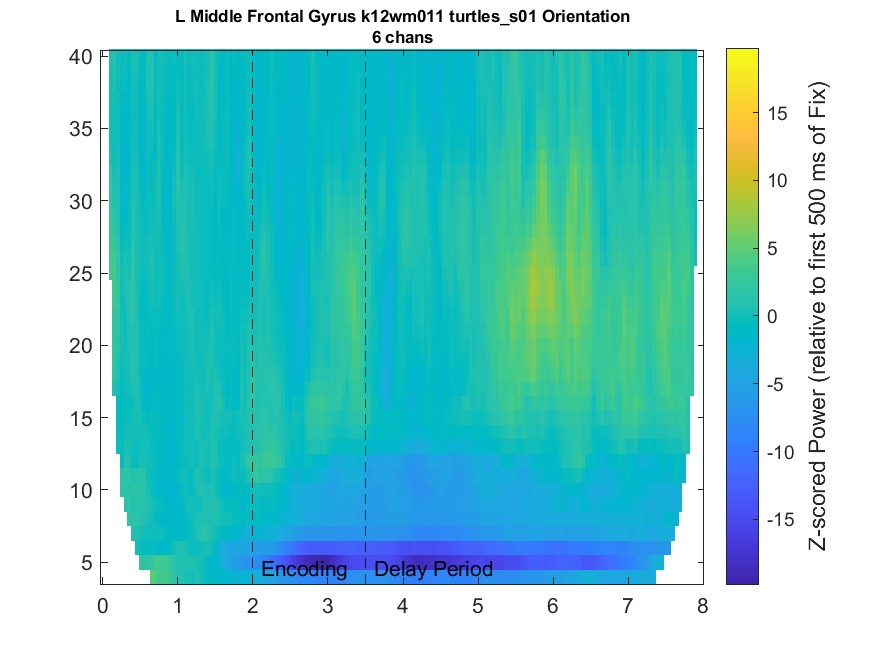 L Middle Frontal Gyrus k12wm011 turtles_s01 Orientation
6 chans
40
35
30
25
20
15
10
5
Encoding
Delay Period
0 1 2 3 4 5 6 7 8
15
10
5
0
-5
-10
-15
Z-scored Power (relative to first 500 ms of Fix)